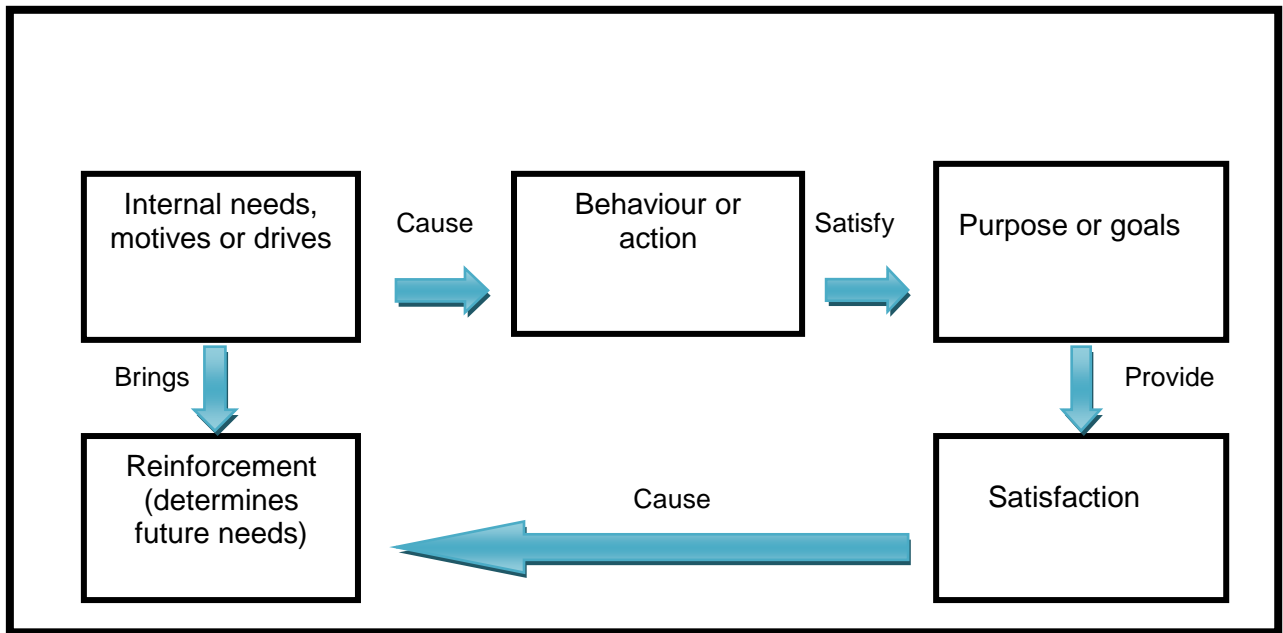 Internal needs,
motives or drives
Cause
Behaviour or
action
Satisfy
Purpose or goals
Brings
Provide
Reinforcement
(determines
future needs)
Cause
Satisfaction